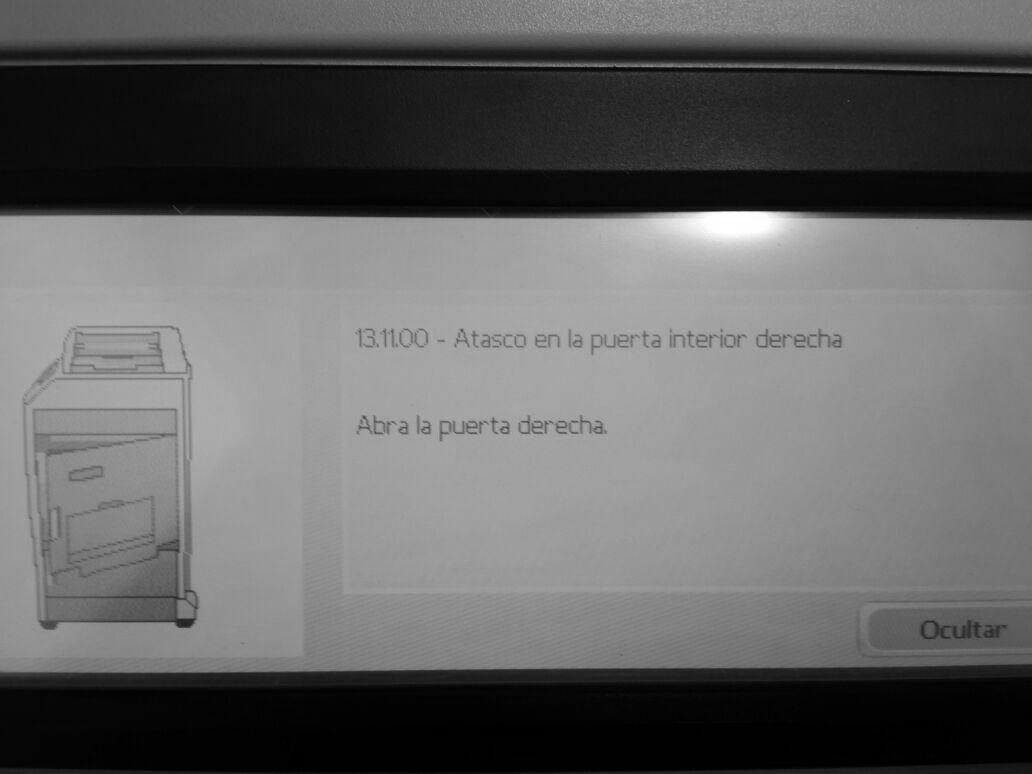 13.11.00 - Atasco en la puerta interior derecha
Abra la puerta derecha.
Ocultar